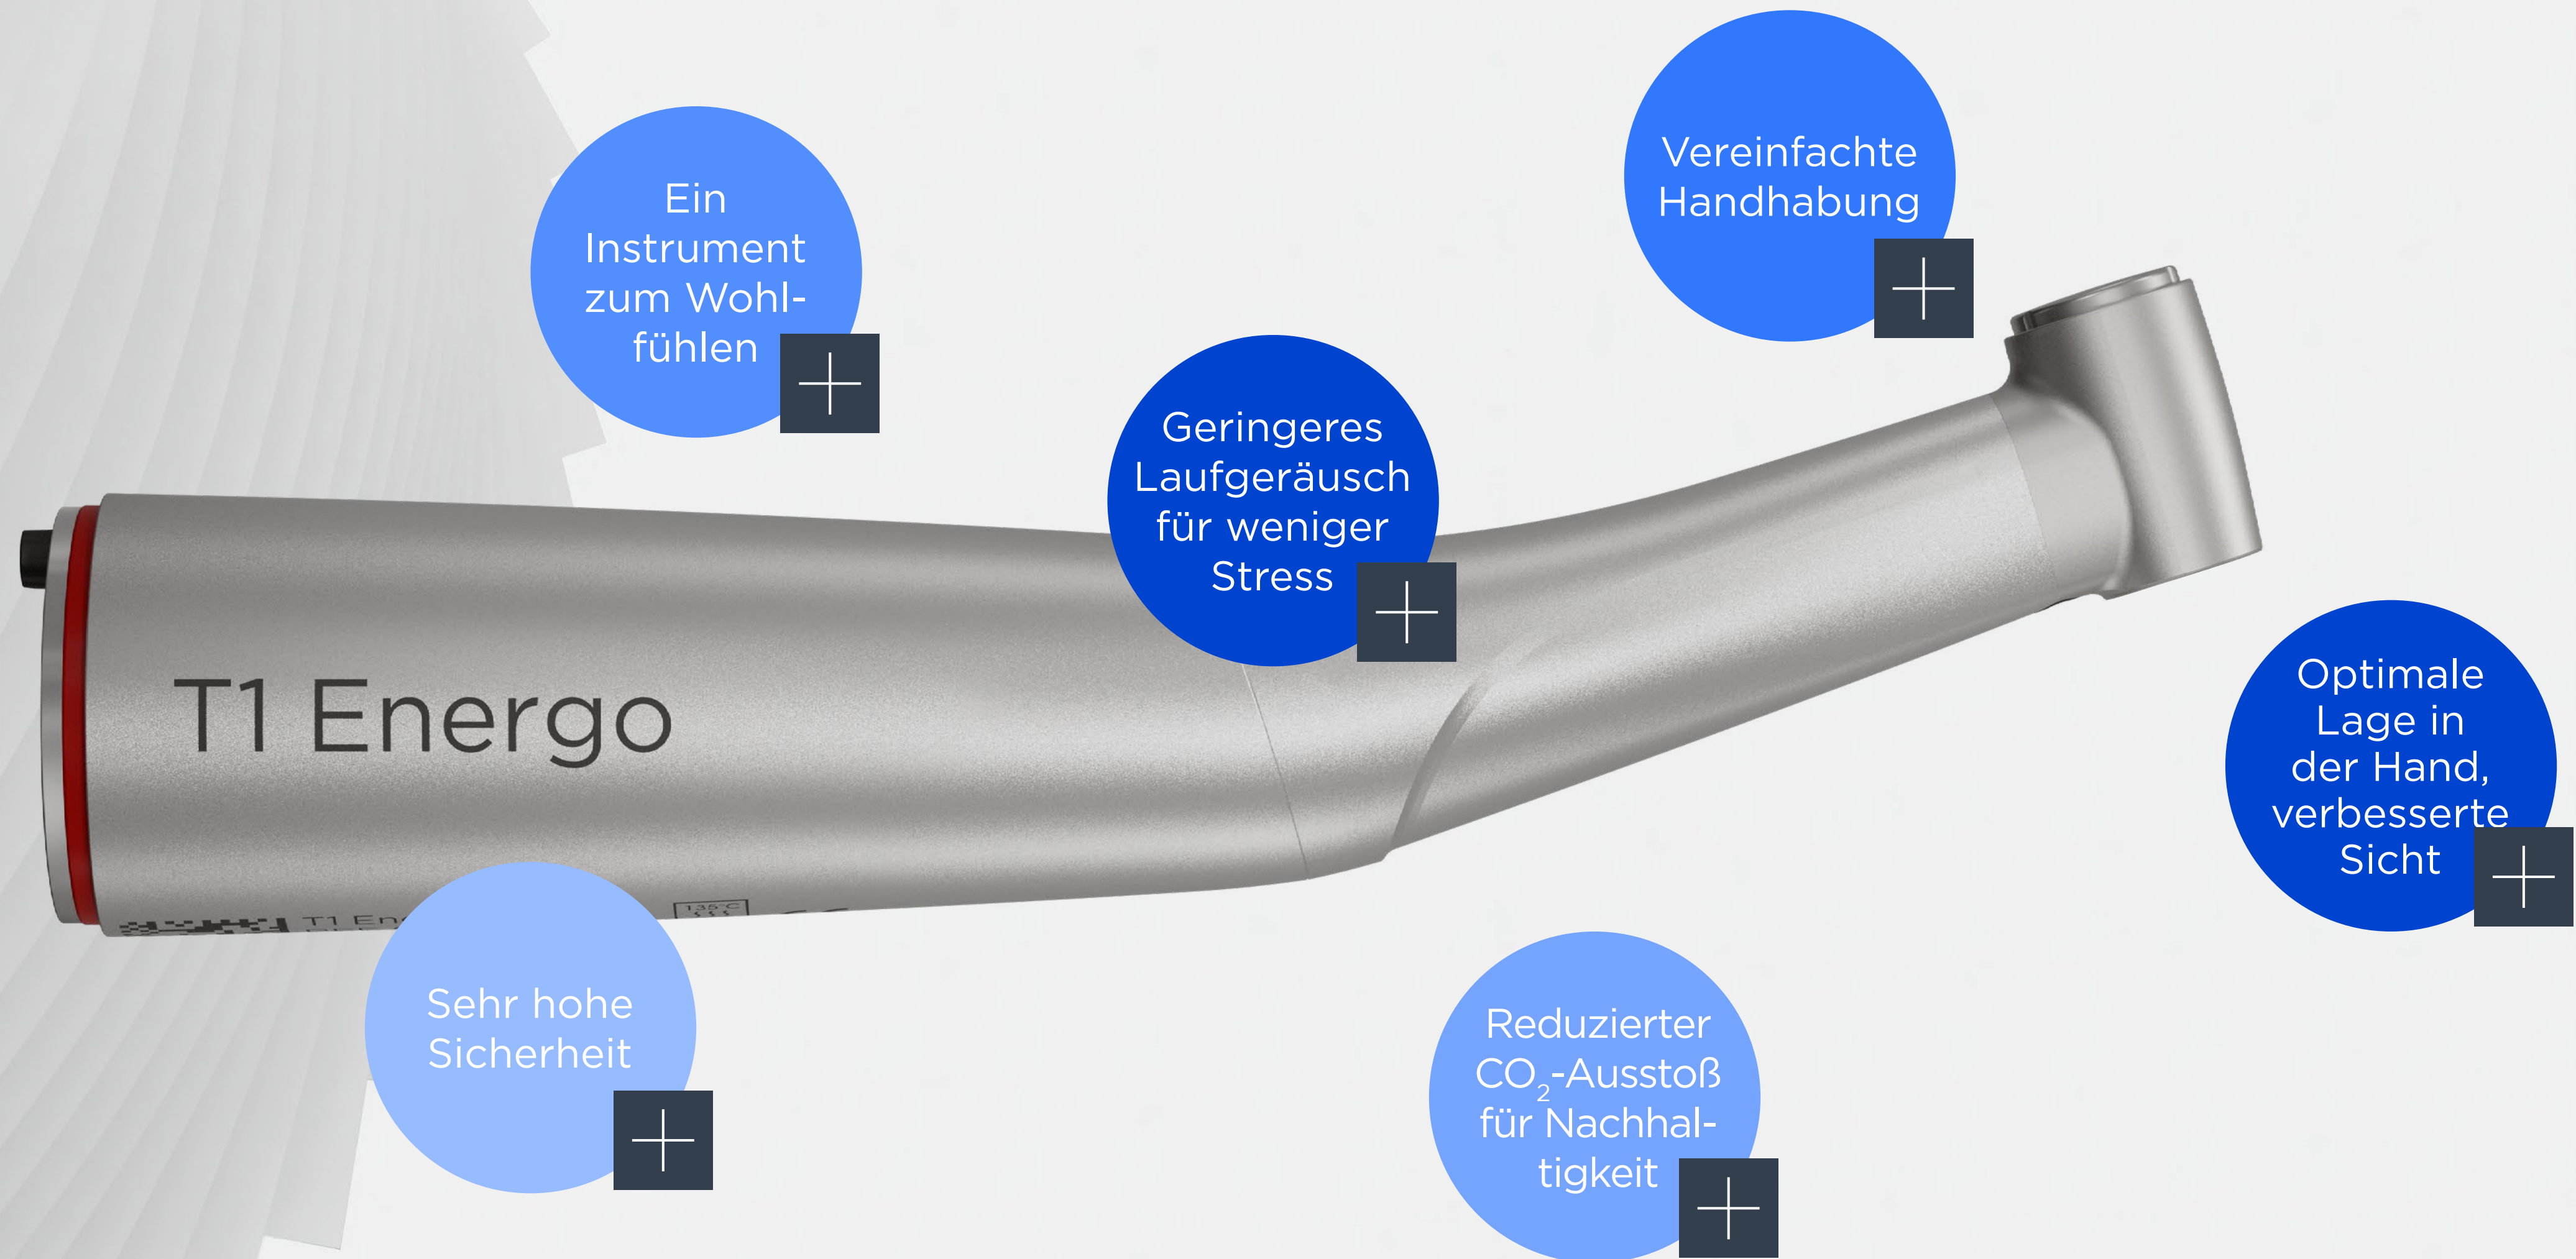 Ein
Instrument
zum Wohl-
fühlen
Vereinfachte
Handhabung
Geringeres
Laufgeräusch
für weniger
Stress
T1 Energo
Optimale
Lage in
der Hand,
verbesserte
Sicht
135°C
Sehr hohe
Sicherheit
Reduzierter
CO₂-Ausstoß
für Nachhal-
tigkeit